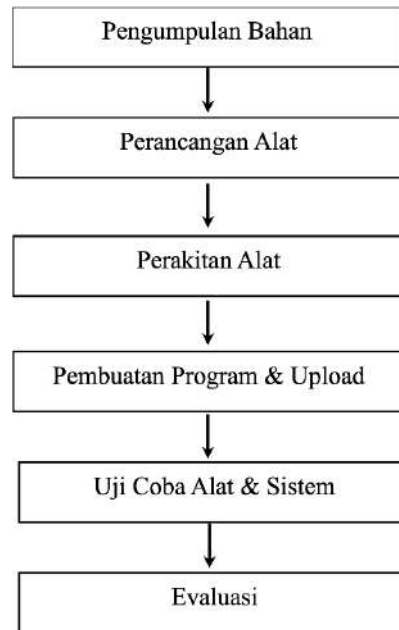 Pengumpulan Bahan
Perancangan Alat
Perakitan Alat
Pembuatan Program & Upload
Uji Coba Alat & Sistem
Evaluasi